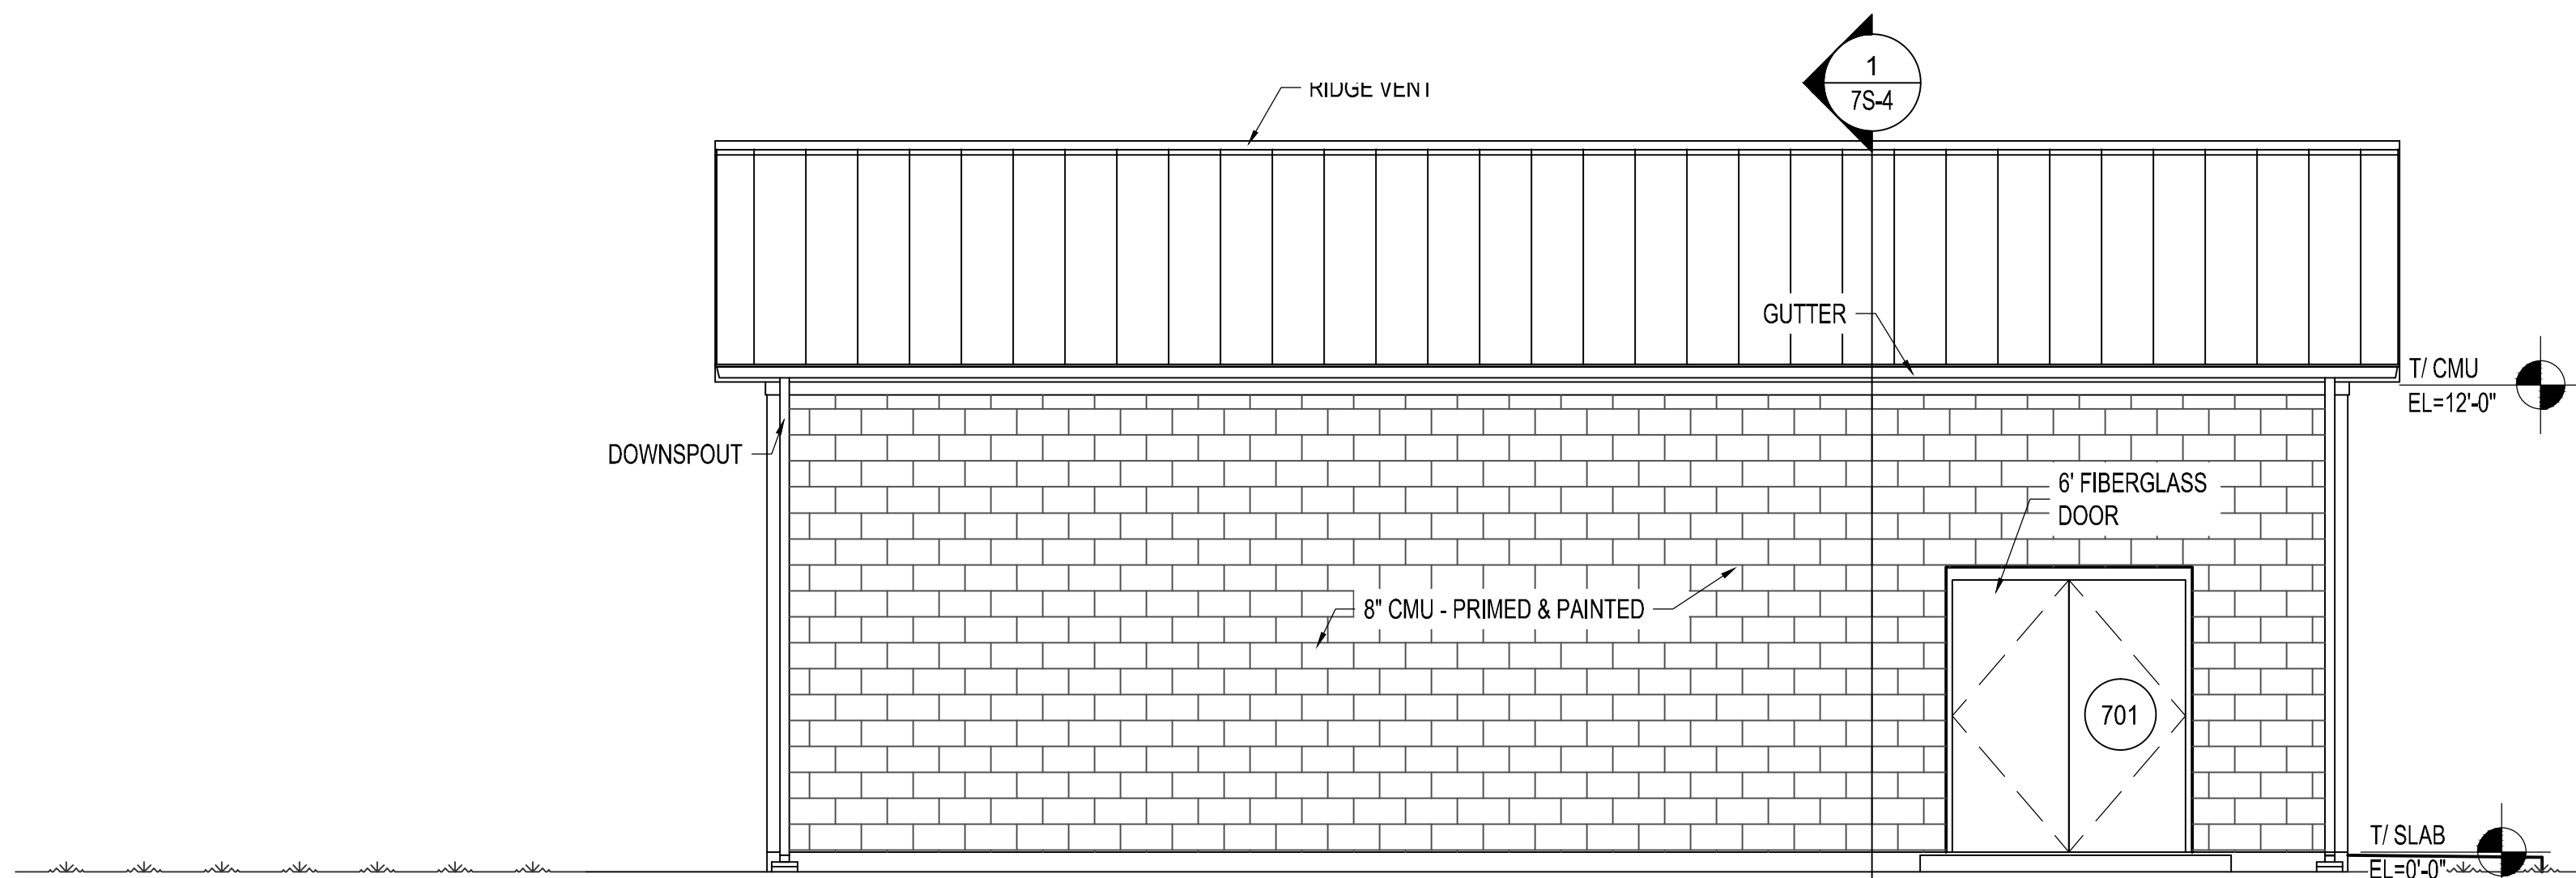 1
7S-4
RIDGE VENT
GUTTER
T/ CMU
EL=12'-0"
DOWNSPOUT
6' FIBERGLASS
DOOR
8" CMU - PRIMED & PAINTED
701
T/ SLAB
EL=0'-0"